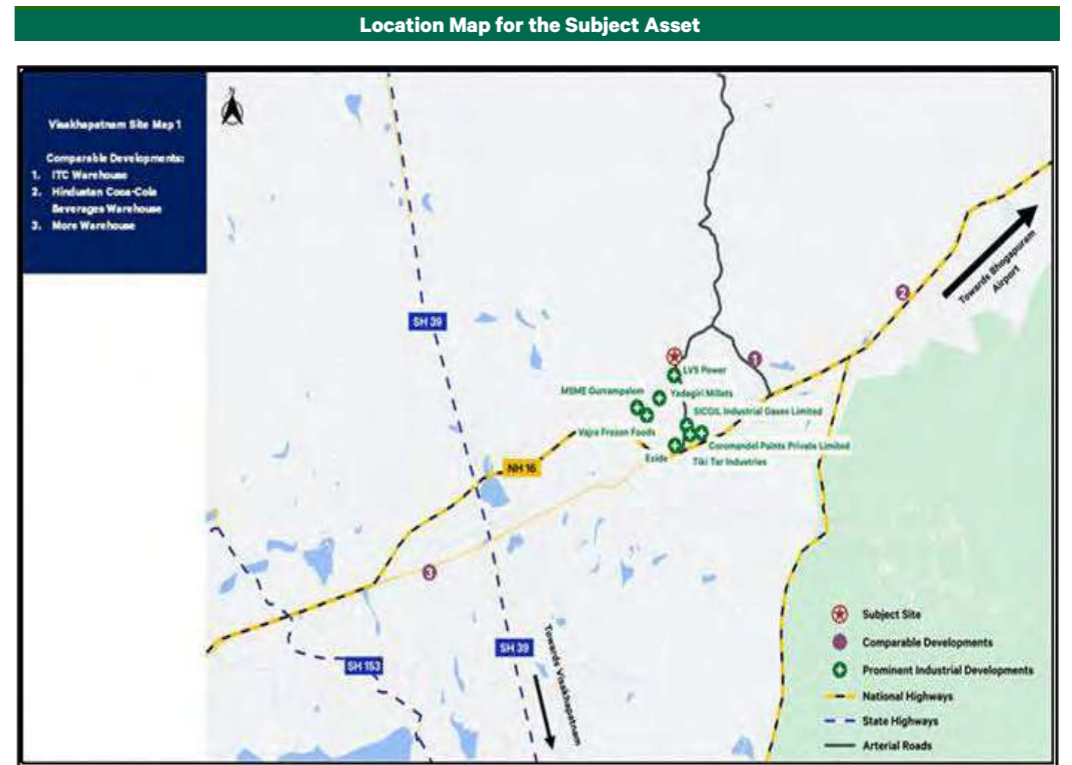 Location Map for the Subject Asset
Visakhapatnam Site Map 1
Comparable Developments:
1. ITC Warehouse
2. Hindustan Coca-Cola
Beverages Warehouse
3. More Warehouse
N
Towards Bhogapuram
Airport
2
SH 39
1
LVS Power
MSME Gurrampalem
Yadagiri Millets
SICGIL Industrial Gases Limited
Vajra Frozen Foods
Coromandel Paints Private Limited
Exide
Tiki Tar Industries
NH 16
3
Subject Site
Comparable Developments
SH 39
Towards Visakhapatnam
SH 153
Prominent Industrial Developments
National Highways
State Highways
Arterial Roads